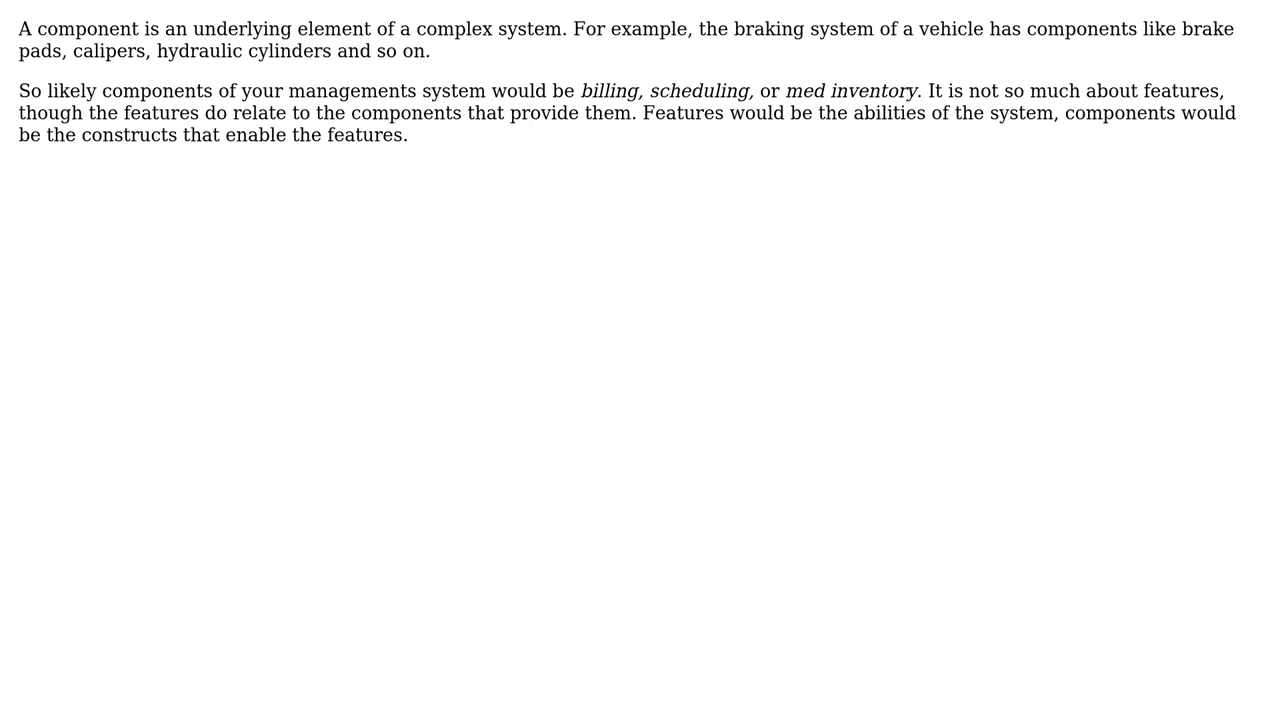 A component is an underlying element of a complex system. For example, the braking system of a vehicle has components like brake
pads, calipers, hydraulic cylinders and so on.
So likely components of your managements system would be billing, scheduling, or med inventory. It is not so much about features,
though the features do relate to the components that provide them. Features would be the abilities of the system, components would
be the constructs that enable the features.